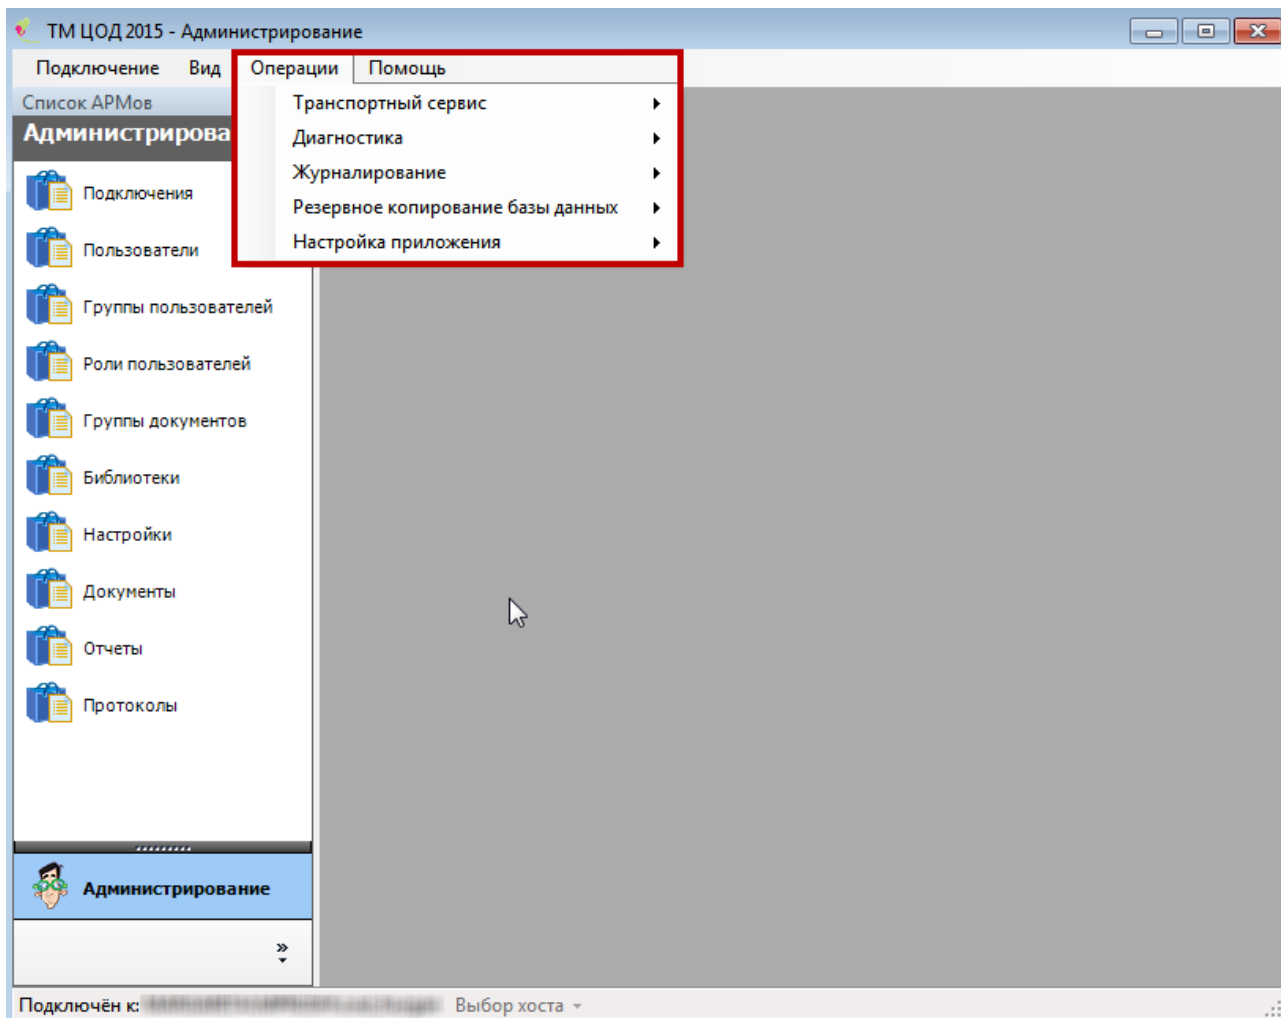 ТМ ЦОД 2015 - Администрирование
Подключение Вид Операции Помощь
Список АРМов
Администрирова
Транспортный сервис
Диагностика
Журналирование
Резервное копирование базы данных
Настройка приложения
Подключения
Пользователи
Группы пользователей
Роли пользователей
Группы документов
Библиотеки
Настройки
Документы
Отчеты
Протоколы
Администрирование
Подключён к: Выбор хоста